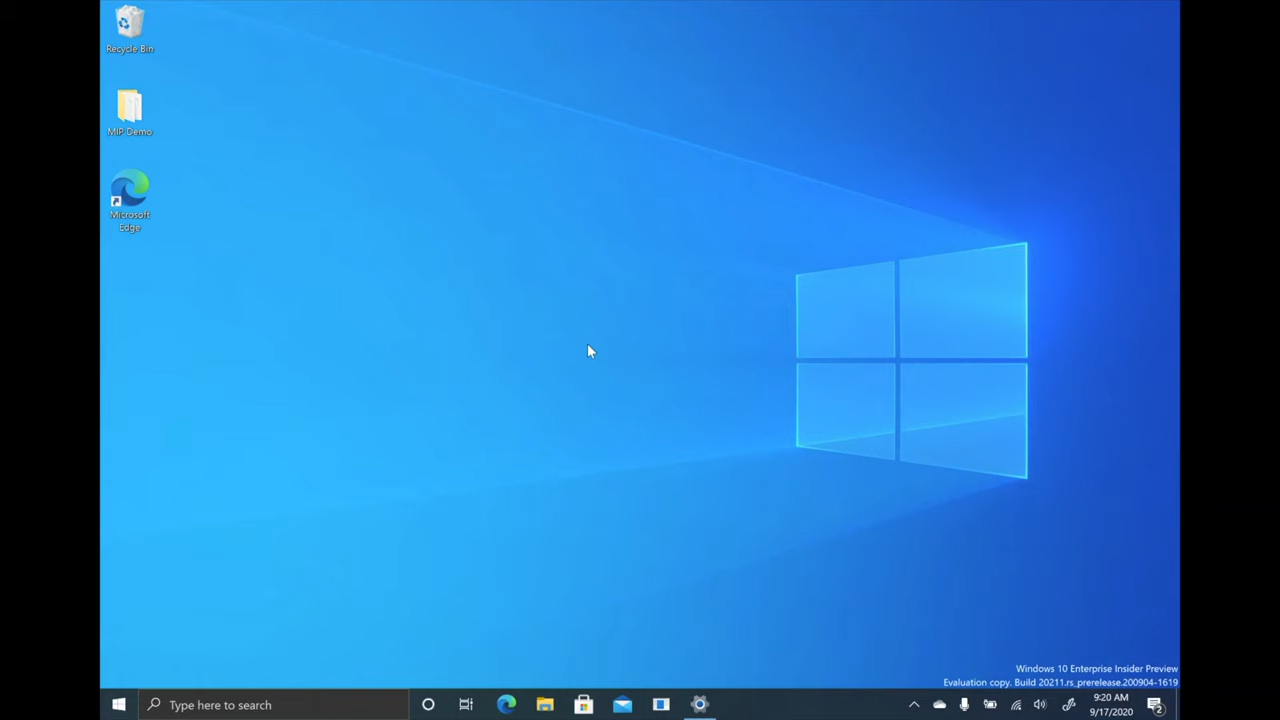 Recycle Bin
MIP Demo
Microsoft
Edge
Windows 10 Enterprise Insider Preview
Evaluation copy. Build 20211.rs_prerelease.200904-1619
Type here to search
9:20 AM
9/17/2020
2